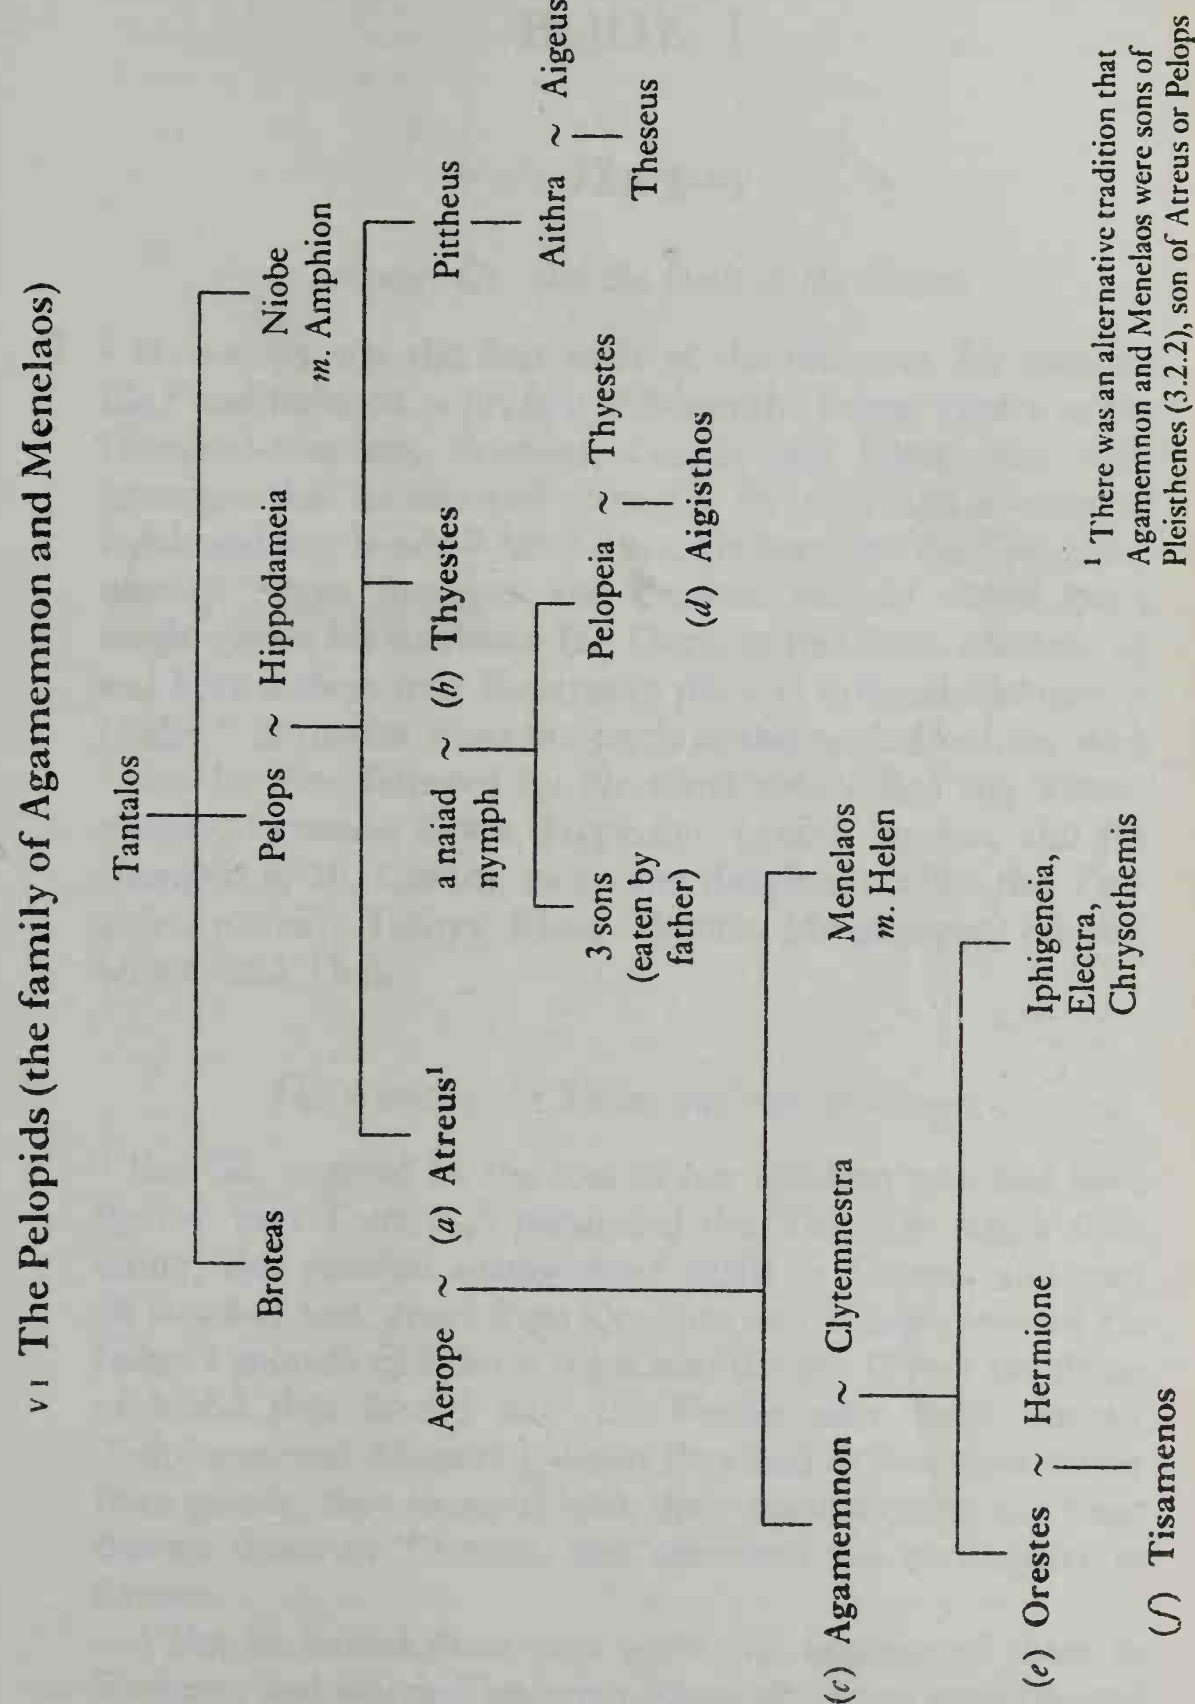 VI The Pelopids (the family of Agamemnon and Menelaos)
Tantalos
Broteas Pelops ~ Hippodameia Niobe
m. Amphion
Aerope ~ (a) Atreus¹ a naiad ~ (b) Thyestes Pittheus
nymph
Aithra ~ Aigeus
3 sons Pelopeia ~ Thyestes Theseus
(eaten by
father) (d) Aigisthos
(c) Agamemnon ~ Clytemnestra Menelaos
m. Helen
(e) Orestes ~ Hermione Iphigeneia,
Electra,
Chrysothemis
(f) Tisamenos
¹ There was an alternative tradition that
Agamemnon and Menelaos were sons of
Pleisthenes (3.2.2), son of Atreus or Pelops